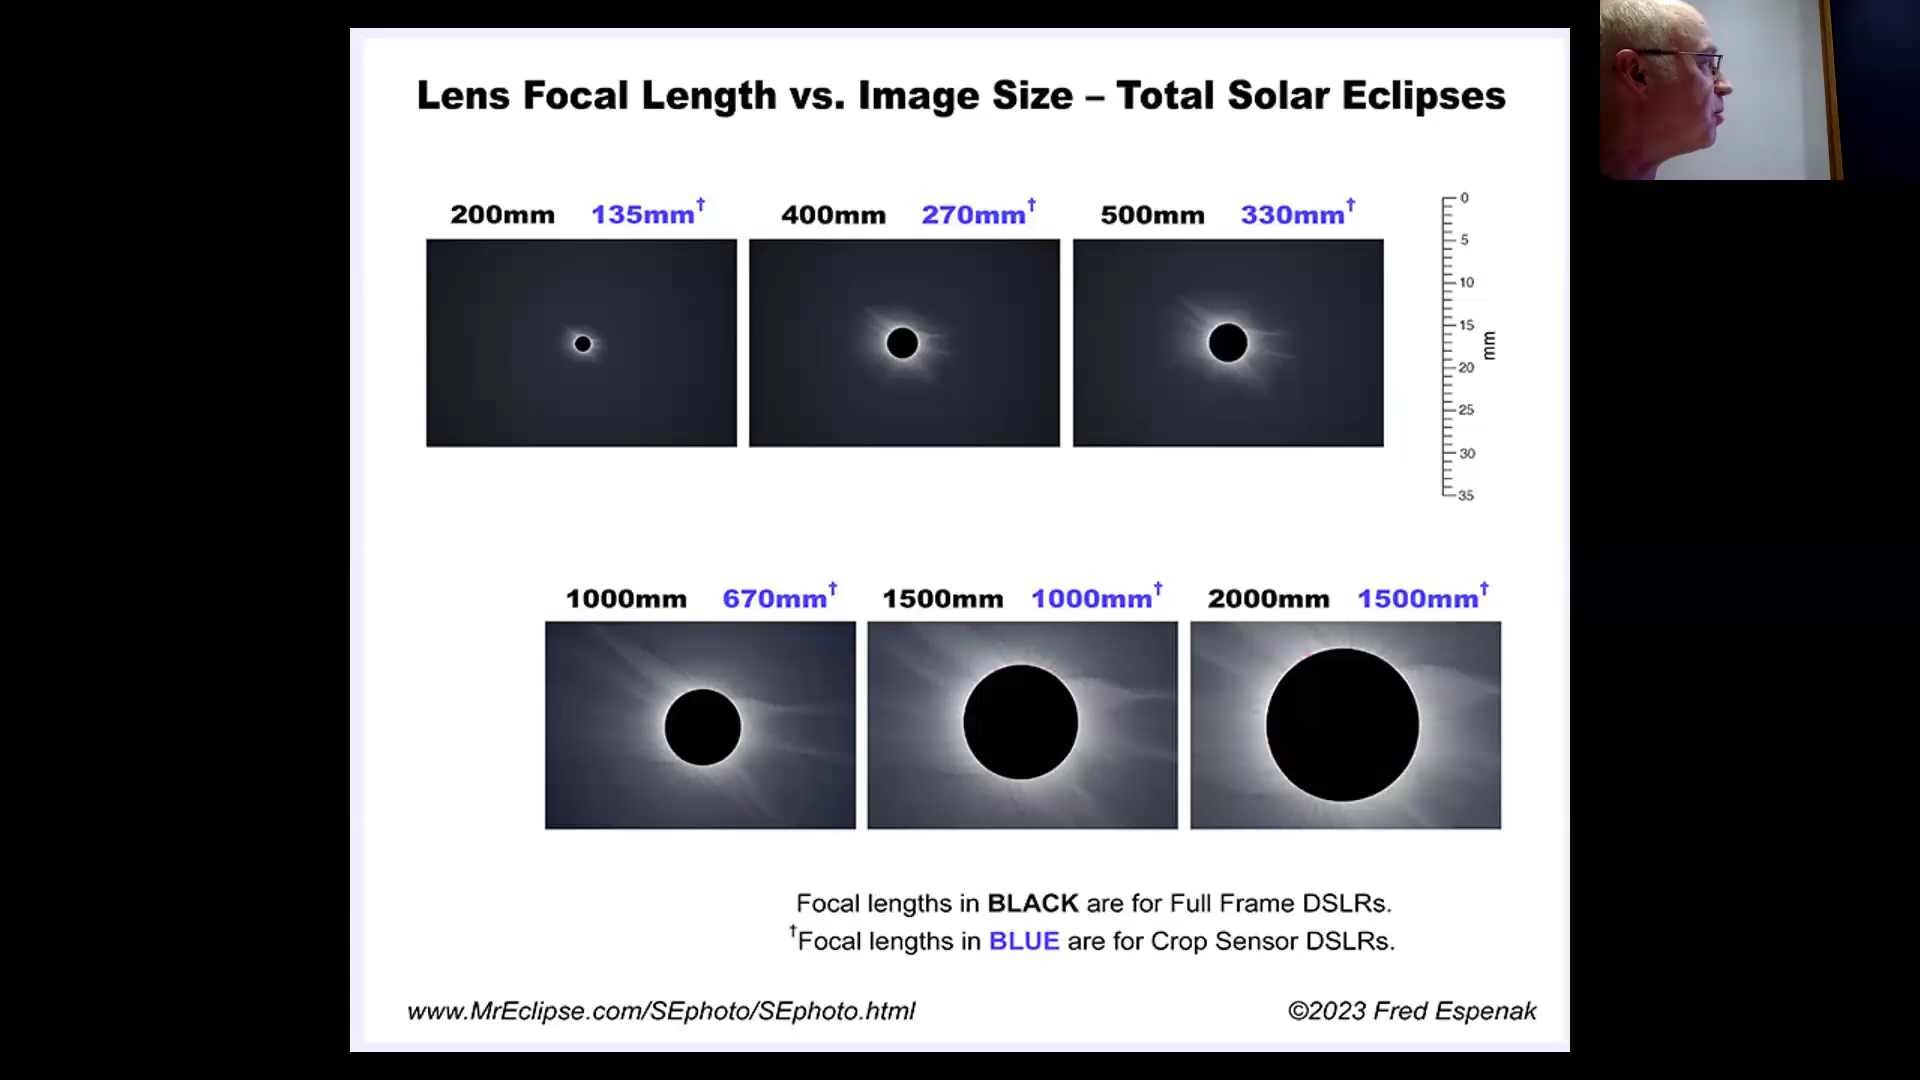 Lens Focal Length vs. Image Size – Total Solar Eclipses
200mm 135mm†
400mm 270mm†
500mm 330mm†
0
5
10
15
20
25
30
35
mm
1000mm 670mm†
1500mm 1000mm†
2000mm 1500mm†
Focal lengths in BLACK are for Full Frame DSLRs.
†Focal lengths in BLUE are for Crop Sensor DSLRs.
www.MrEclipse.com/SEphoto/SEphoto.html
©2023 Fred Espenak